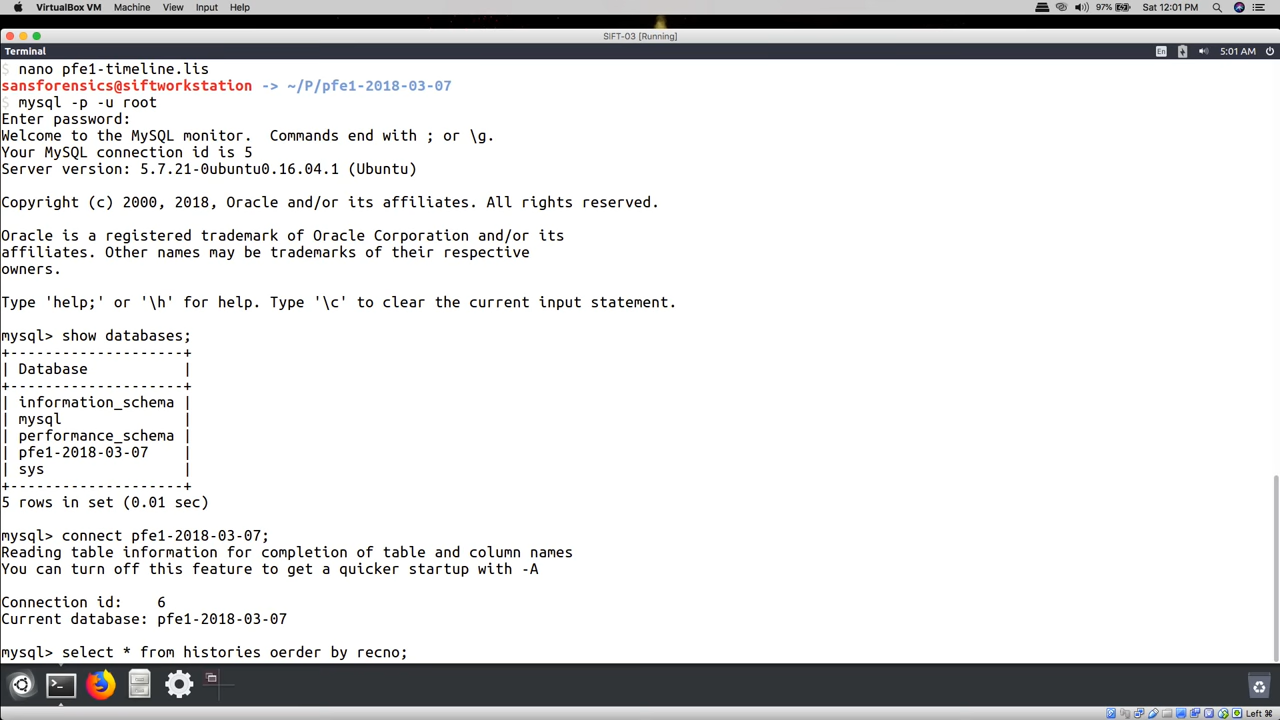 VirtualBox VM Machine View Input Help 97% Sat 12:01 PM
SIFT-03 [Running]
Terminal En 5:01 AM
$ nano pfe1-timeline.lis
sansforensics@siftworkstation -> ~/P/pfe1-2018-03-07
$ mysql -p -u root
Enter password:
Welcome to the MySQL monitor.  Commands end with ; or \g.
Your MySQL connection id is 5
Server version: 5.7.21-0ubuntu0.16.04.1 (Ubuntu)
Copyright (c) 2000, 2018, Oracle and/or its affiliates. All rights reserved.
Oracle is a registered trademark of Oracle Corporation and/or its
affiliates. Other names may be trademarks of their respective
owners.
Type 'help;' or '\h' for help. Type '\c' to clear the current input statement.
mysql> show databases;
+--------------------+
| Database           |
+--------------------+
| information_schema |
| mysql              |
| performance_schema |
| pfe1-2018-03-07    |
| sys                |
+--------------------+
5 rows in set (0.01 sec)
mysql> connect pfe1-2018-03-07;
Reading table information for completion of table and column names
You can turn off this feature to get a quicker startup with -A
Connection id:    6
Current database: pfe1-2018-03-07
mysql> select * from histories oerder by recno;
Left ⌘